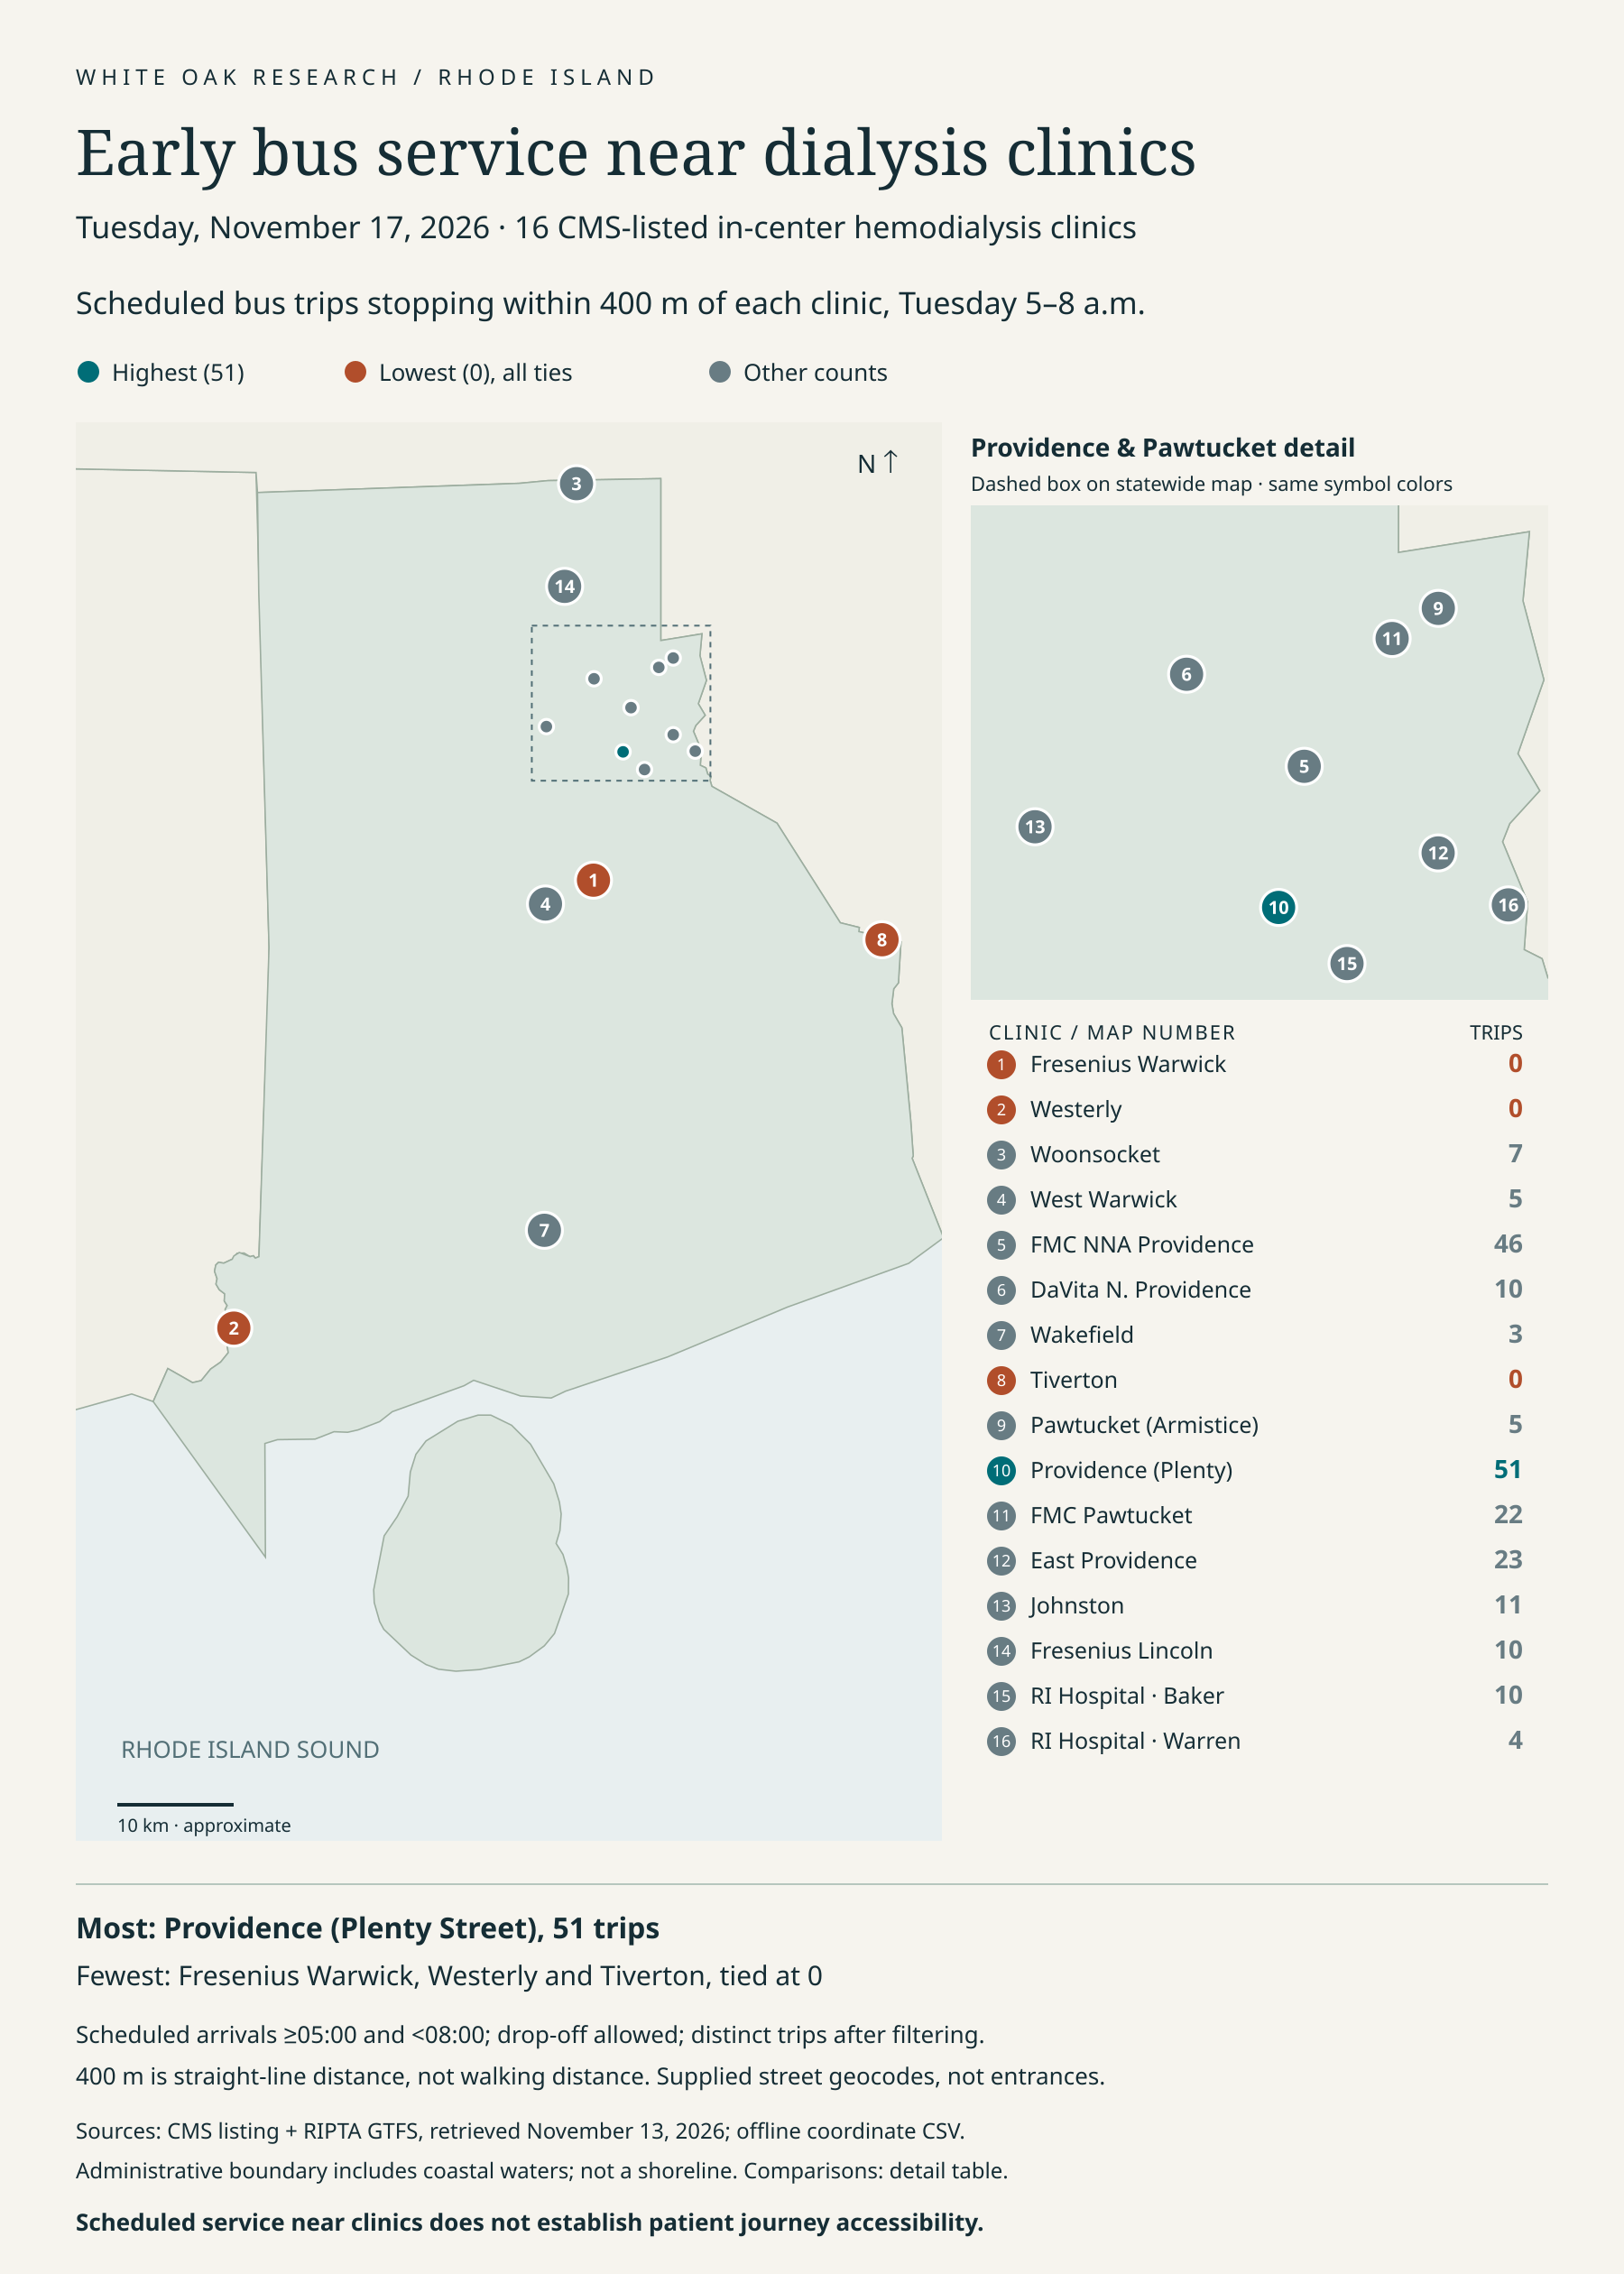 WHITE OAK RESEARCH / RHODE ISLAND
Early bus service near dialysis clinics
Tuesday, November 17, 2026 · 16 CMS-listed in-center hemodialysis clinics
Scheduled bus trips stopping within 400 m of each clinic, Tuesday 5–8 a.m.
Highest (51)
Lowest (0), all ties
Other counts
N ↑
3
14
1
4
8
7
2
RHODE ISLAND SOUND
10 km · approximate
Providence & Pawtucket detail
Dashed box on statewide map · same symbol colors
9
11
6
5
13
12
10
16
15
CLINIC / MAP NUMBER TRIPS
1 Fresenius Warwick 0
2 Westerly 0
3 Woonsocket 7
4 West Warwick 5
5 FMC NNA Providence 46
6 DaVita N. Providence 10
7 Wakefield 3
8 Tiverton 0
9 Pawtucket (Armistice) 5
10 Providence (Plenty) 51
11 FMC Pawtucket 22
12 East Providence 23
13 Johnston 11
14 Fresenius Lincoln 10
15 RI Hospital · Baker 10
16 RI Hospital · Warren 4
Most: Providence (Plenty Street), 51 trips
Fewest: Fresenius Warwick, Westerly and Tiverton, tied at 0
Scheduled arrivals ≥05:00 and <08:00; drop-off allowed; distinct trips after filtering.
400 m is straight-line distance, not walking distance. Supplied street geocodes, not entrances.
Sources: CMS listing + RIPTA GTFS, retrieved November 13, 2026; offline coordinate CSV.
Administrative boundary includes coastal waters; not a shoreline. Comparisons: detail table.
Scheduled service near clinics does not establish patient journey accessibility.